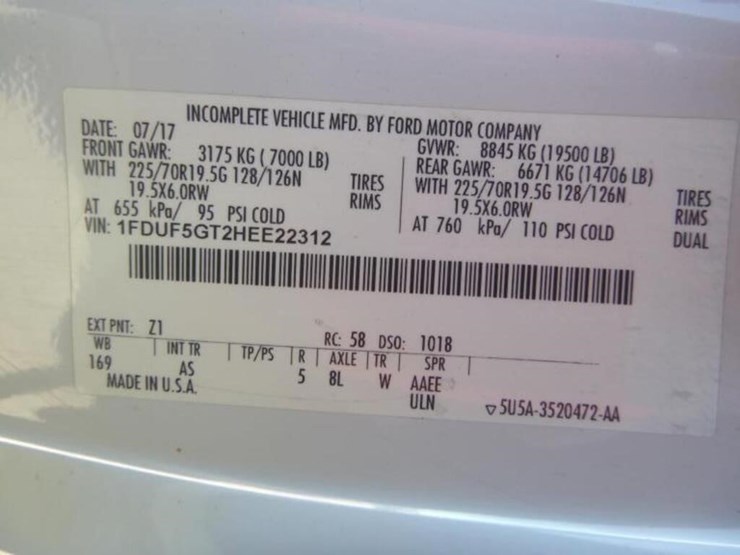 INCOMPLETE VEHICLE MFD. BY FORD MOTOR COMPANY
DATE: 07/17
GVWR: 8845 KG (19500 LB)
FRONT GAWR: 3175 KG ( 7000 LB)
REAR GAWR: 6671 KG (14706 LB)
WITH 225/70R19.5G 128/126N TIRES
WITH 225/70R19.5G 128/126N TIRES
19.5X6.0RW RIMS
19.5X6.0RW RIMS
AT 655 kPa/ 95 PSI COLD
AT 760 kPa/ 110 PSI COLD DUAL
VIN: 1FDUF5GT2HEE22312
EXT PNT: Z1 RC: 58 DSO: 1018
WB INT TR TP/PS R AXLE TR SPR
169 AS 5 8L W AAEE
MADE IN U.S.A. ULN
▽5U5A-3520472-AA